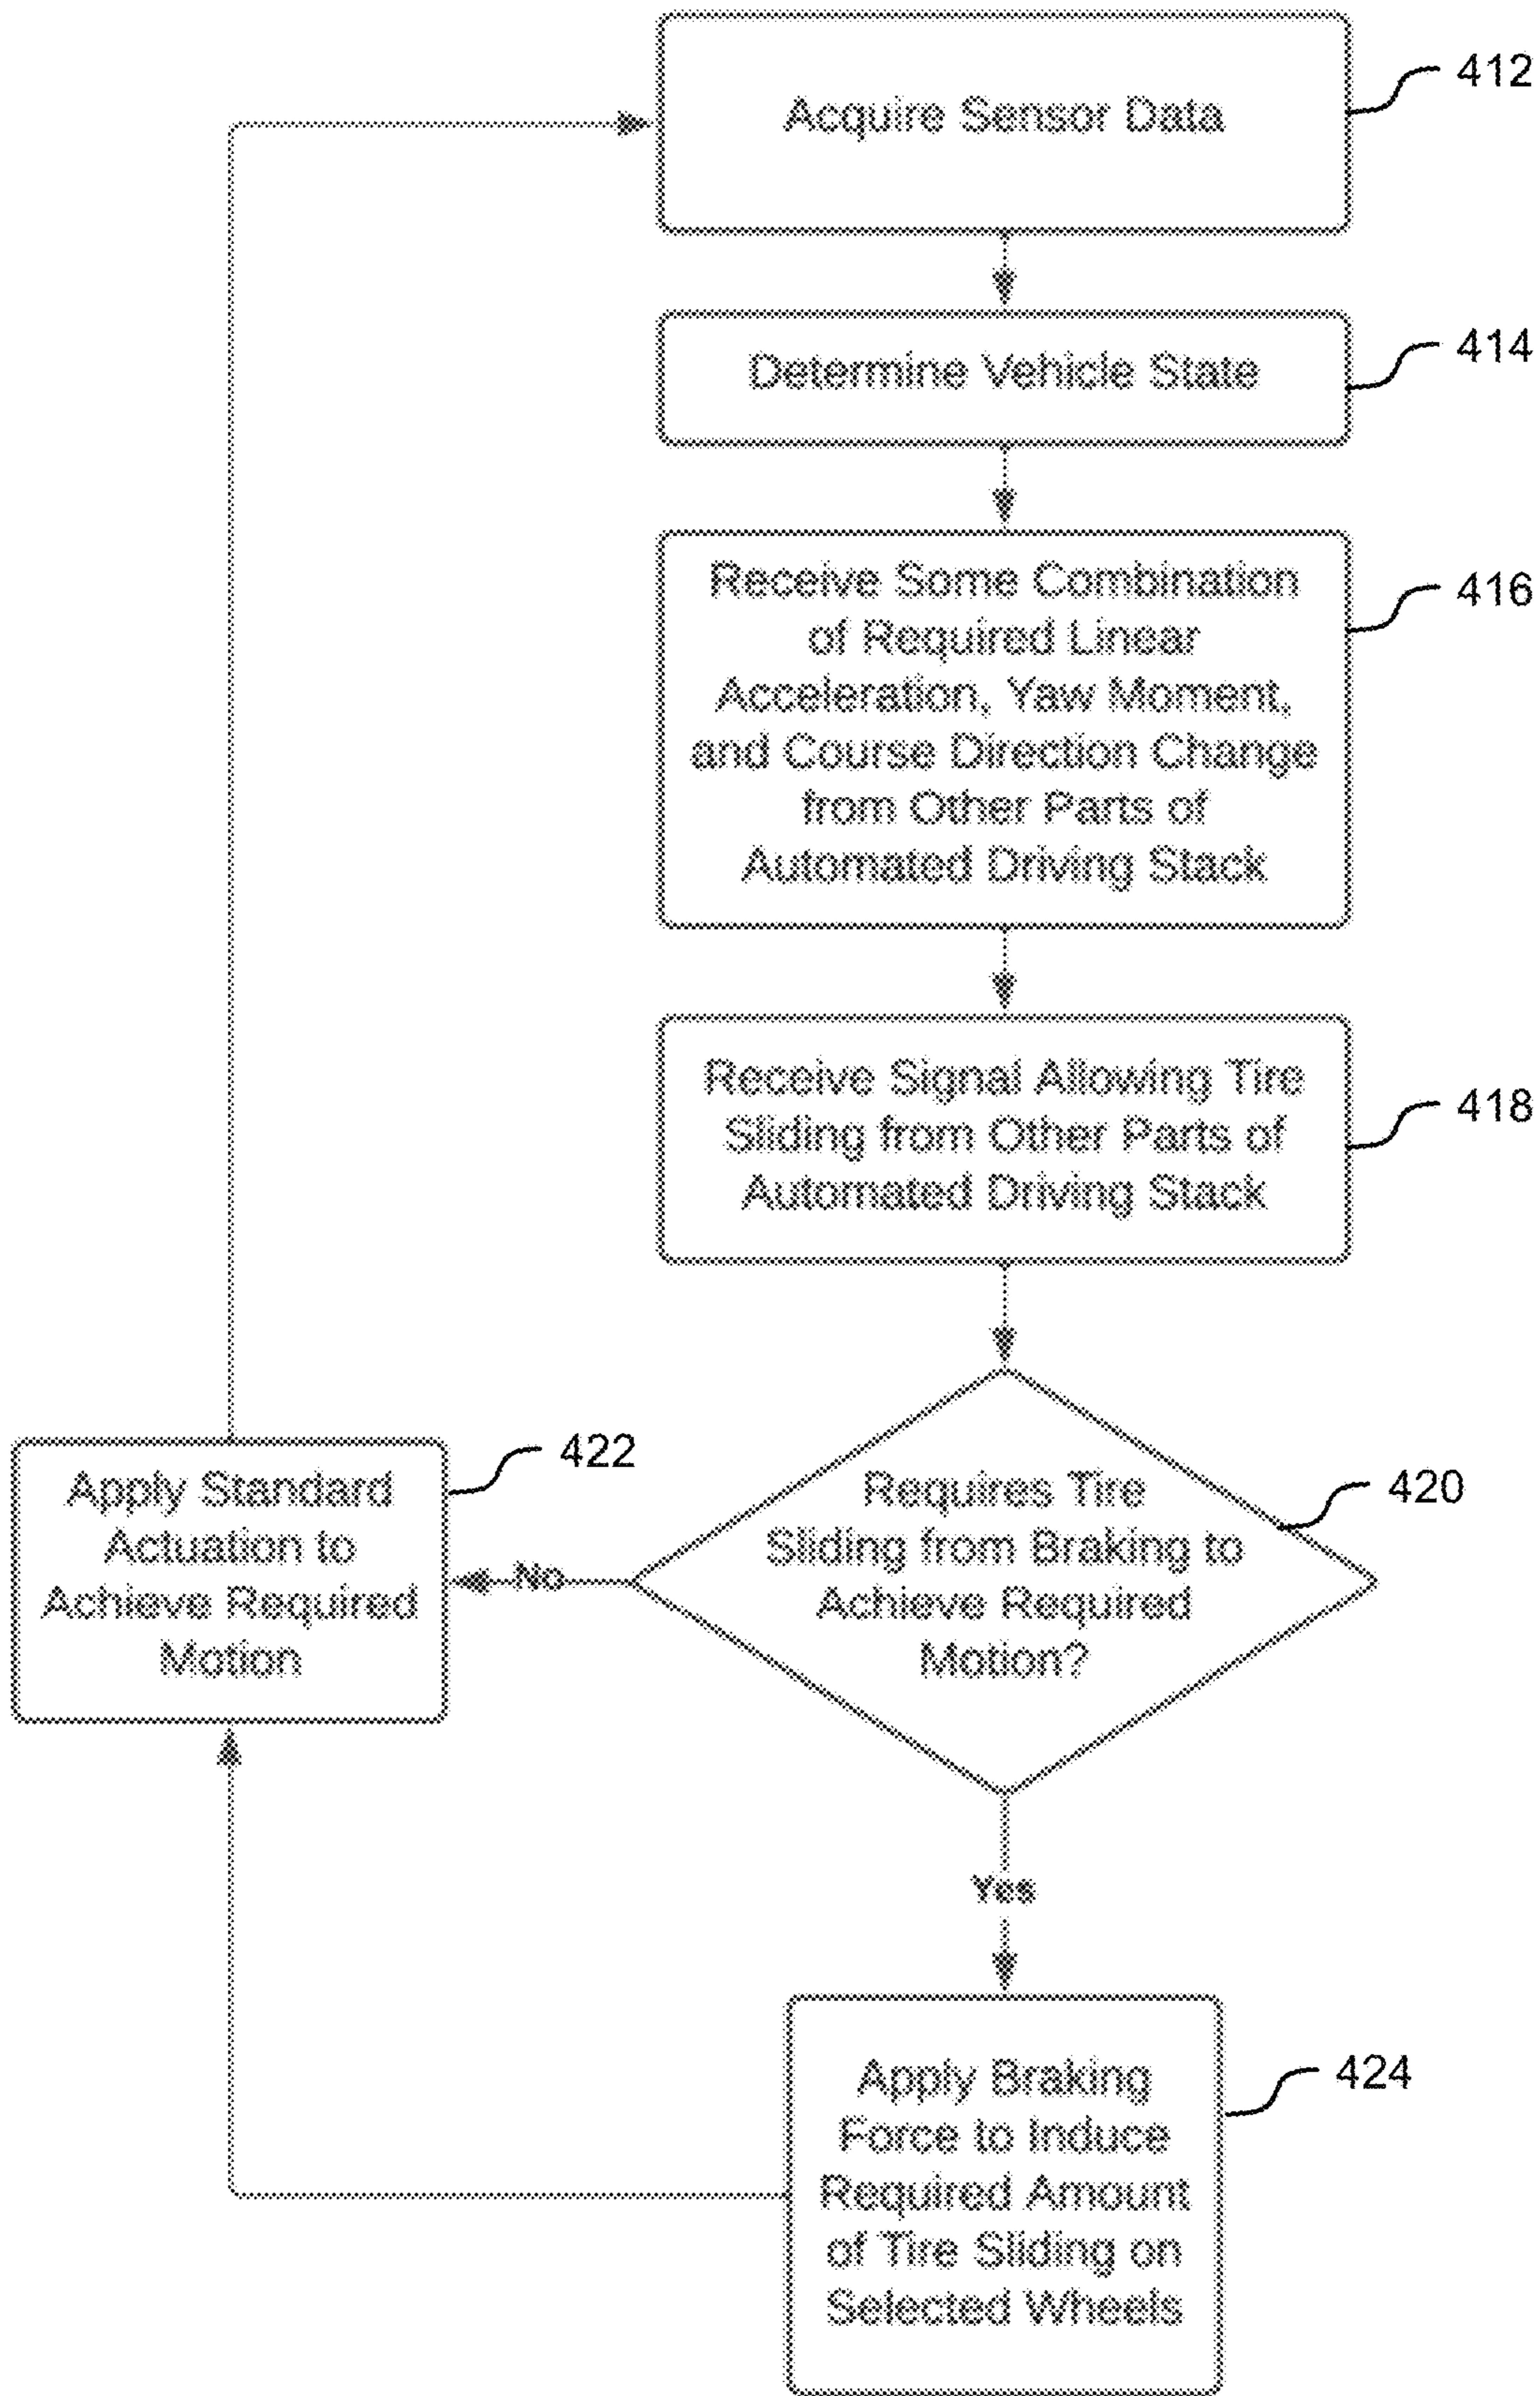 Acquire Sensor Data
412
Determine Vehicle State
414
Receive Some Combination
of Required Linear
Acceleration, Yaw Moment,
and Course Direction Change
from Other Parts of
Automated Driving Stack
416
Receive Signal Allowing Tire
Sliding from Other Parts of
Automated Driving Stack
418
Requires Tire
Sliding from Braking to
Achieve Required
Motion?
420
No
Apply Standard
Actuation to
Achieve Required
Motion
422
Yes
Apply Braking
Force to Induce
Required Amount
of Tire Sliding on
Selected Wheels
424